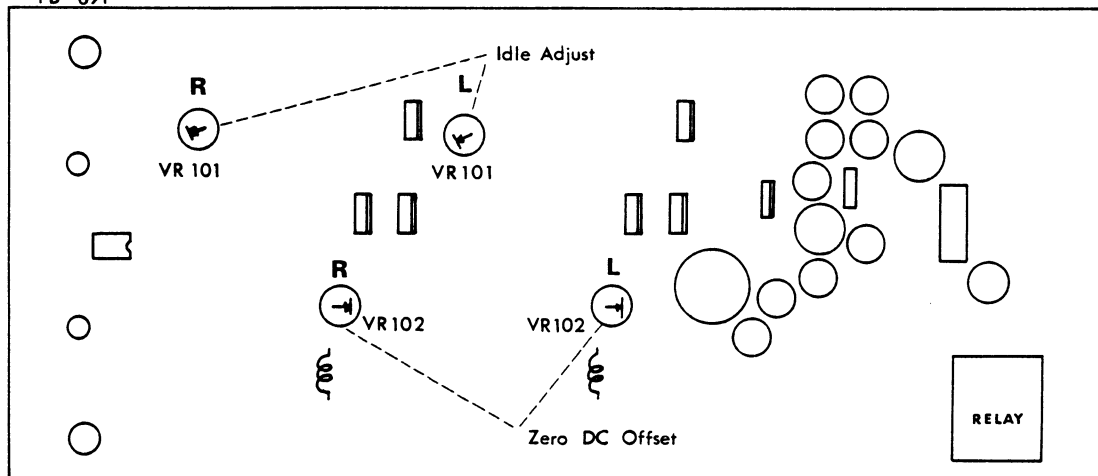 Idle Adjust
R
L
VR 101
VR 101
R
L
VR 102
VR 102
Zero DC Offset
RELAY